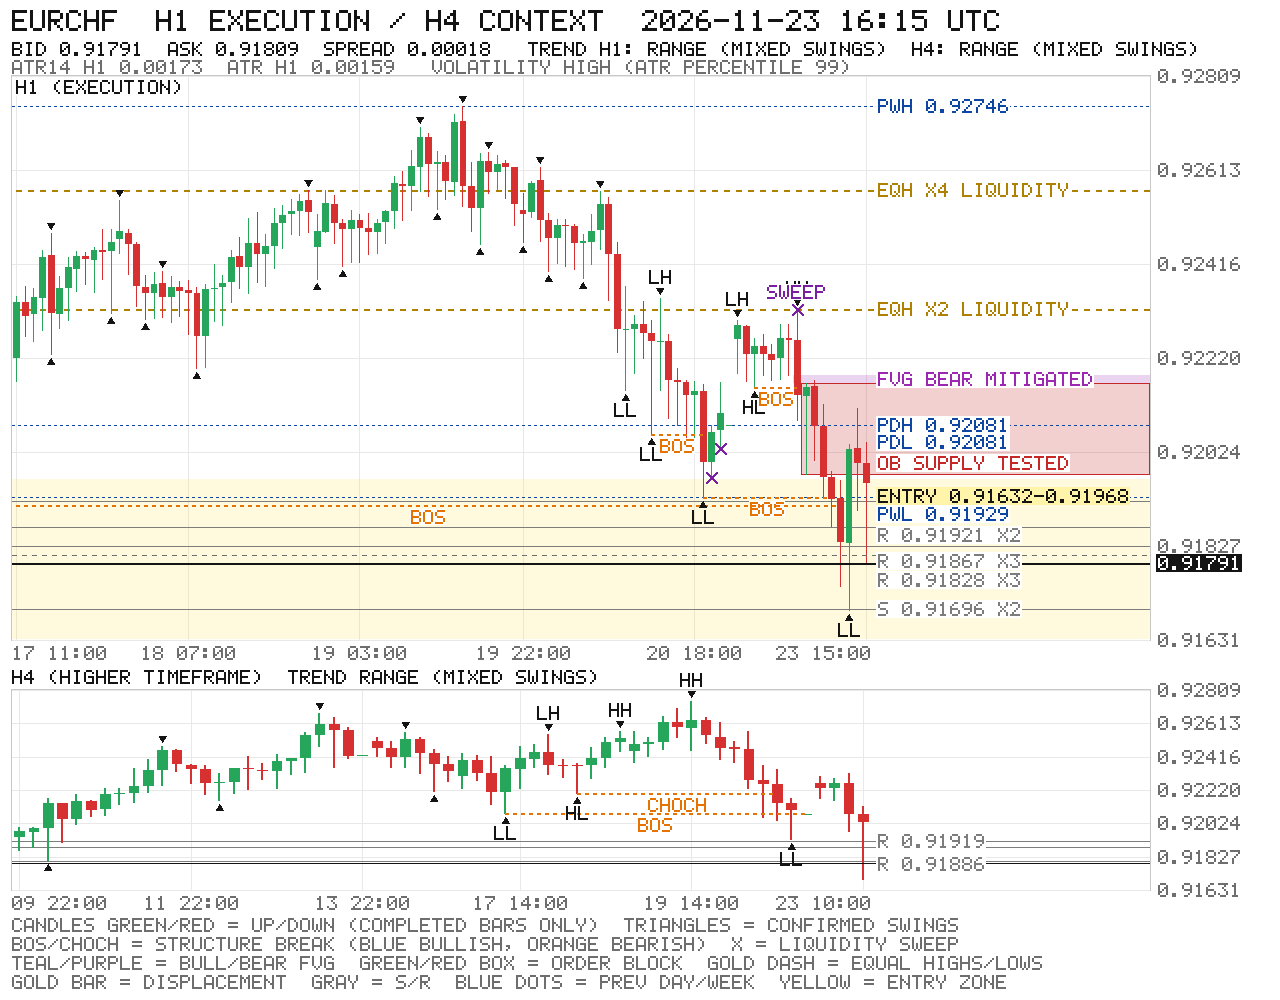 EURCHF H1 EXECUTION / H4 CONTEXT 2026-11-23 16:15 UTC
BID 0.91791 ASK 0.91809 SPREAD 0.00018 TREND H1: RANGE (MIXED SWINGS) H4: RANGE (MIXED SWINGS)
ATR14 H1 0.00173 ATR H1 0.00159 VOLATILITY HIGH (ATR PERCENTILE 99)
0.92809
H1 (EXECUTION)
PWH 0.92746
0.92613
EQH X4 LIQUIDITY
0.92416
LH
SWEEP
LH
EQH X2 LIQUIDITY
0.92220
FVG BEAR MITIGATED
BOS
HL
LL
PDH 0.92081
PDL 0.92081
BOS
LL
0.92024
OB SUPPLY TESTED
ENTRY 0.91632-0.91968
BOS
PWL 0.91929
LL
BOS
R 0.91921 X2
0.91827
R 0.91867 X3
0.91791
R 0.91828 X3
S 0.91696 X2
LL
0.91631
17 11:00 18 07:00 19 03:00 19 22:00 20 18:00 23 15:00
H4 (HIGHER TIMEFRAME) TREND RANGE (MIXED SWINGS)
HH
0.92809
LH
HH
0.92613
0.92416
0.92220
CHOCH
HL
BOS
0.92024
LL
R 0.91919
LL
0.91827
R 0.91886
0.91631
09 22:00 11 22:00 13 22:00 17 14:00 19 14:00 23 10:00
CANDLES GREEN/RED = UP/DOWN (COMPLETED BARS ONLY) TRIANGLES = CONFIRMED SWINGS
BOS/CHOCH = STRUCTURE BREAK (BLUE BULLISH, ORANGE BEARISH) X = LIQUIDITY SWEEP
TEAL/PURPLE = BULL/BEAR FVG GREEN/RED BOX = ORDER BLOCK GOLD DASH = EQUAL HIGHS/LOWS
GOLD BAR = DISPLACEMENT GRAY = S/R BLUE DOTS = PREV DAY/WEEK YELLOW = ENTRY ZONE